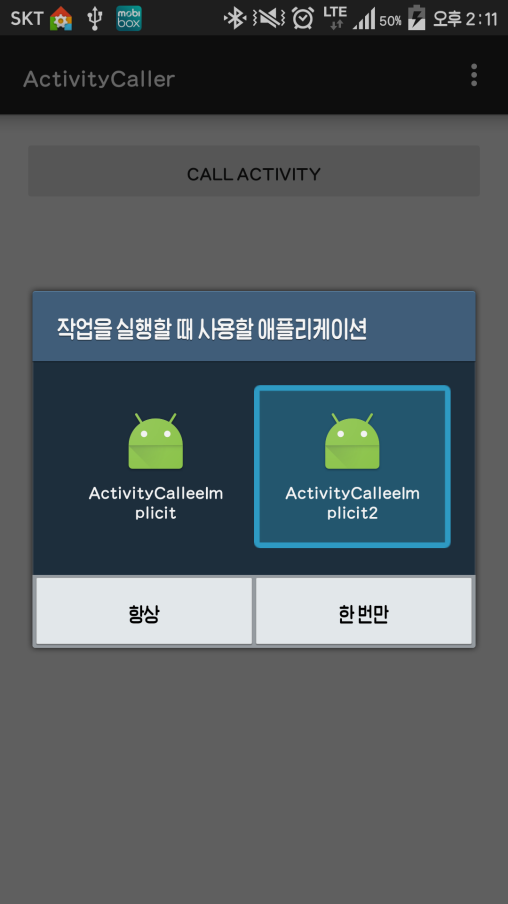 SKT mobi box LTE 50% 오후 2:11
ActivityCaller
CALL ACTIVITY
작업을 실행할 때 사용할 애플리케이션
ActivityCalleeIm
plicit
ActivityCalleeIm
plicit2
항상
한 번만